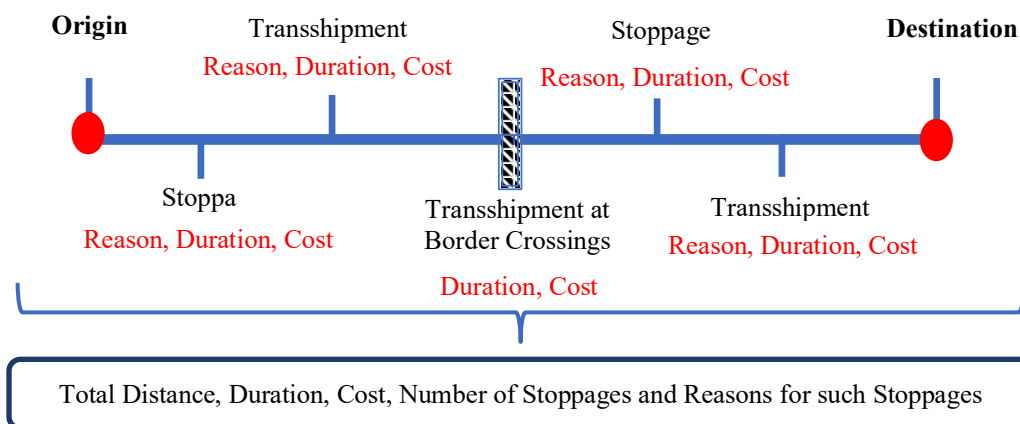 Origin
Transshipment
Reason, Duration, Cost
Stoppage
Reason, Duration, Cost
Destination
Stoppa
Reason, Duration, Cost
Transshipment at
Border Crossings
Duration, Cost
Transshipment
Reason, Duration, Cost
Total Distance, Duration, Cost, Number of Stoppages and Reasons for such Stoppages